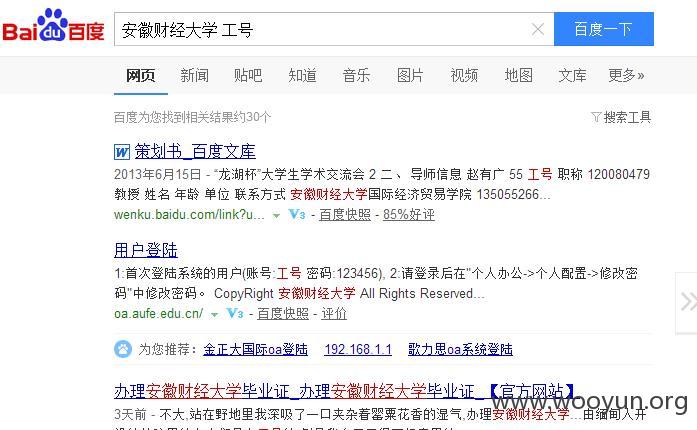 Bai du 百度 安徽财经大学 工号 百度一下
网页 新闻 贴吧 知道 音乐 图片 视频 地图 文库 更多»
百度为您找到相关结果约30个 搜索工具
W 策划书_百度文库
2013年6月15日 - “龙湖杯”大学生学术交流会 2 二、 导师信息 赵有广 55 工号 职称 120080479
教授 姓名 年龄 单位 联系方式 安徽财经大学国际经济贸易学院 135055266...
wenku.baidu.com/link?u... V3 - 百度快照 - 85%好评
用户登陆
1:首次登陆系统的用户(账号:工号 密码:123456), 2:请登录后在"个人办公->个人配置->修改密
码"中修改密码。 CopyRight 安徽财经大学 All Rights Reserved...
oa.aufe.edu.cn/ V3 - 百度快照 - 评价
为您推荐： 金正大国际oa登陆 192.168.1.1 歌力思oa系统登陆
办理安徽财经大学毕业证_办理安徽财经大学毕业证_【官方网站】
3天前 - 不大,站在野地里我深吸了一口夹杂着罂粟花香的湿气,办理安徽财经大学...由缅甸入开
www.wooyun.org